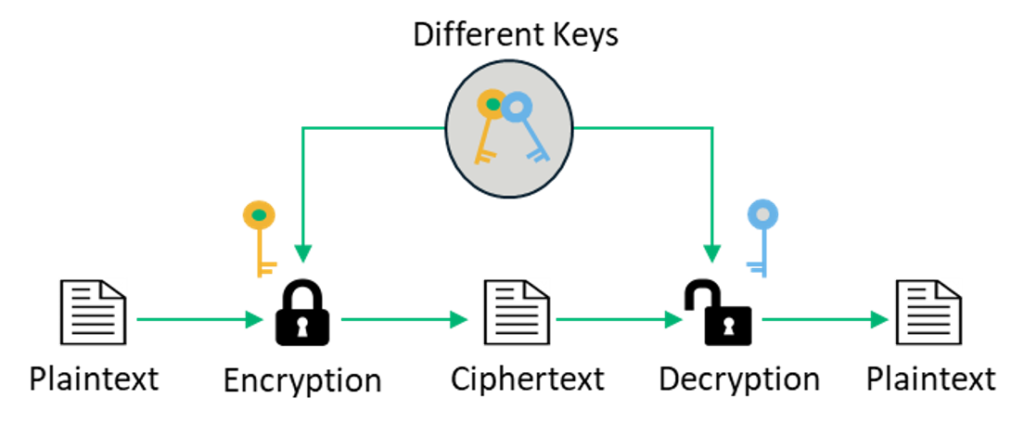 Different Keys
Plaintext
Encryption
Ciphertext
Decryption
Plaintext